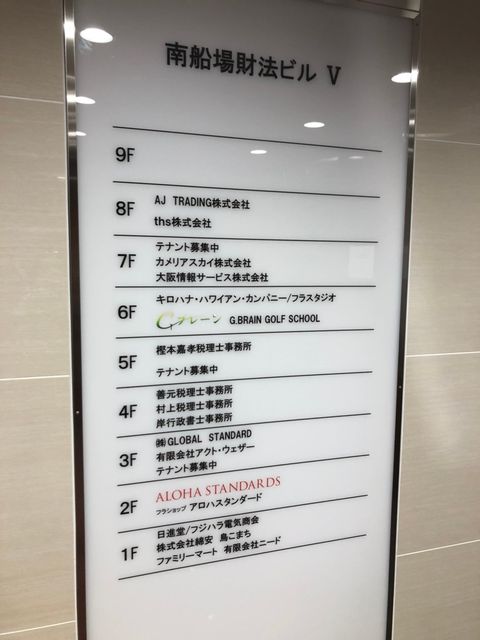 南船場財法ビル Ⅴ
9F
8F
AJ TRADING株式会社
ths株式会社
7F
テナント募集中
カメリアスカイ株式会社
大阪情報サービス株式会社
6F
キロハナ・ハワイアン・カンパニー/フラスタジオ
Gブレーン G.BRAIN GOLF SCHOOL
5F
樫本嘉孝税理士事務所
テナント募集中
4F
善元税理士事務所
村上税理士事務所
岸行政書士事務所
3F
㈱GLOBAL STANDARD
有限会社アクト・ウェザー
テナント募集中
2F
ALOHA STANDARDS
フラショップ アロハスタンダード
1F
日進堂/フジハラ電気商会
株式会社綿安 鳥こまち
ファミリーマート 有限会社ニード